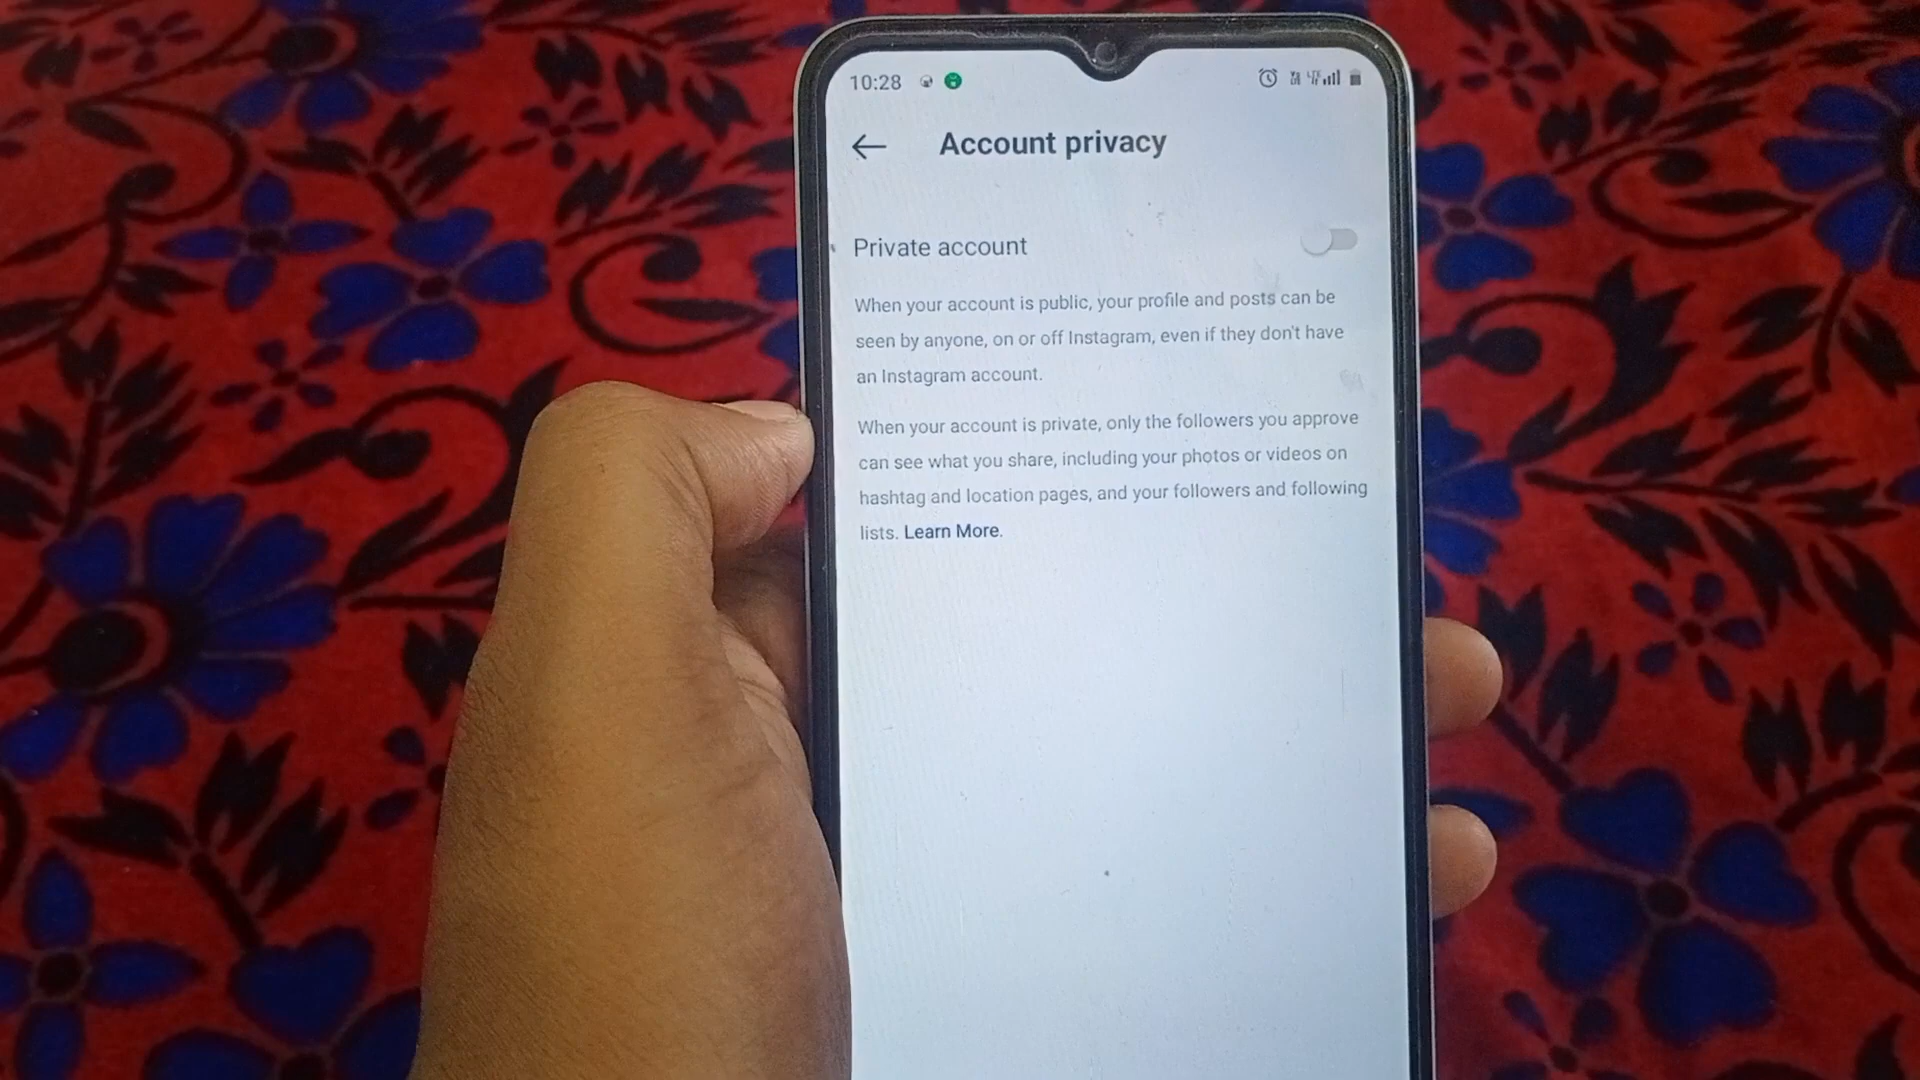 10:28
Account privacy
Private account
When your account is public, your profile and posts can be
seen by anyone, on or off Instagram, even if they don't have
an Instagram account.
When your account is private, only the followers you approve
can see what you share, including your photos or videos on
hashtag and location pages, and your followers and following
lists. Learn More.